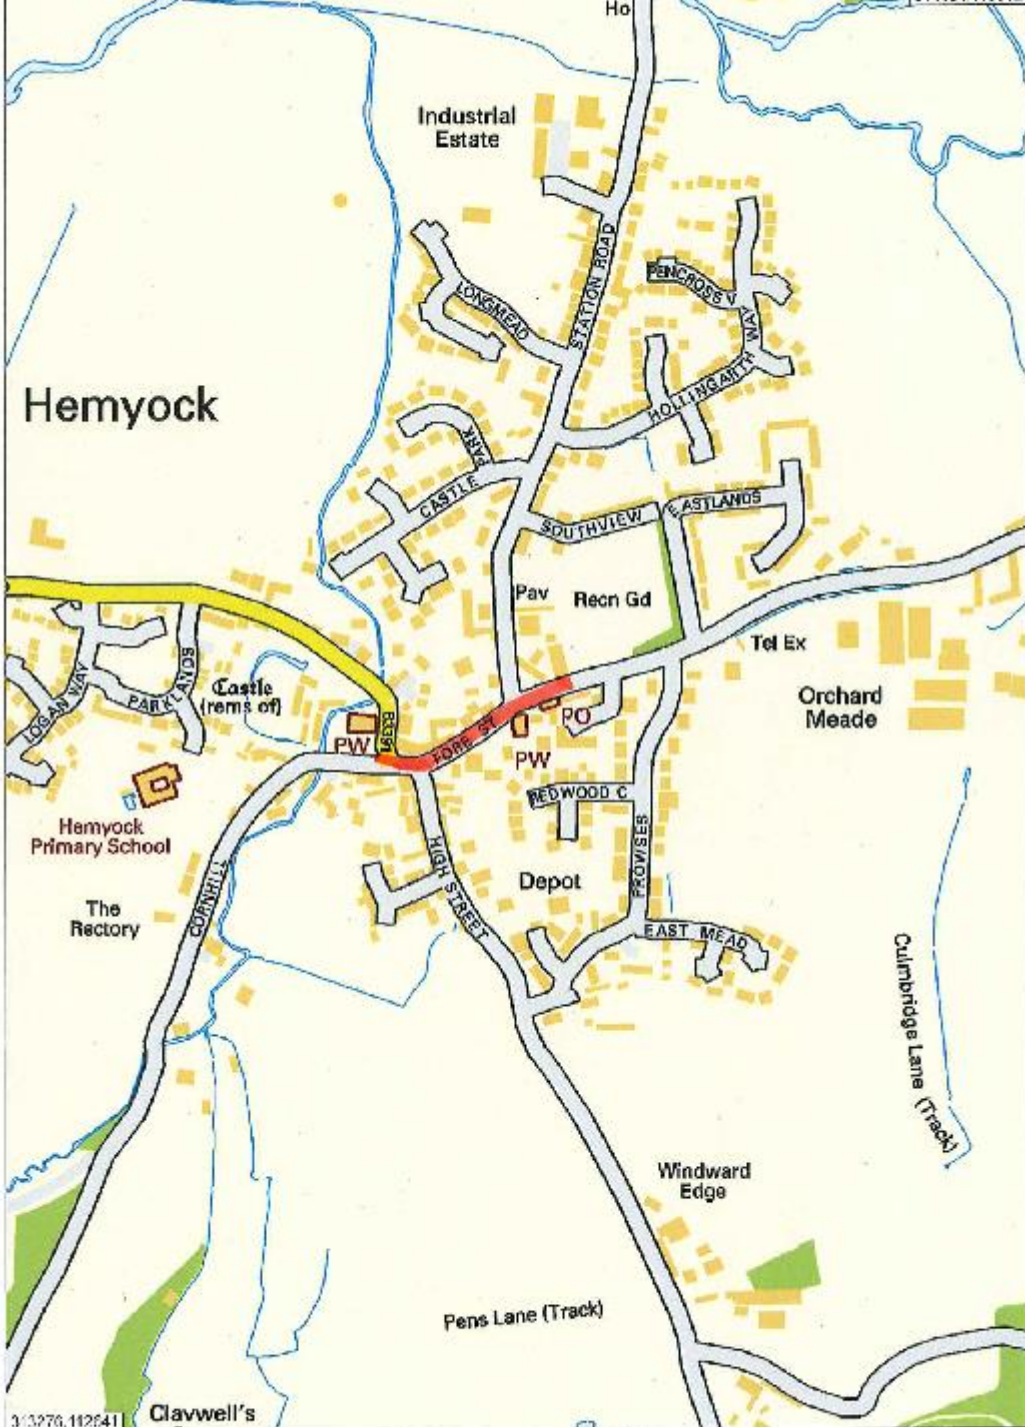 Ho
Industrial
Estate
STATION ROAD
PENCROSS V
WAY
LONGMEAD
HOLLINGARTH
Hemyock
PARK
CASTLE
SOUTHVIEW
EASTLANDS
Pav
Recn Gd
Tel Ex
Castle
(rems of)
PARKLANDS
LOGAN WAY
Orchard
Meade
PW
B3391
FORE ST
PO
PW
REDWOOD C
Hemyock
Primary School
CORNHILL
HIGH STREET
PROWSES
Depot
The
Rectory
EAST MEAD
Culmbridge Lane (Track)
Windward
Edge
Pens Lane (Track)
Clavwell's